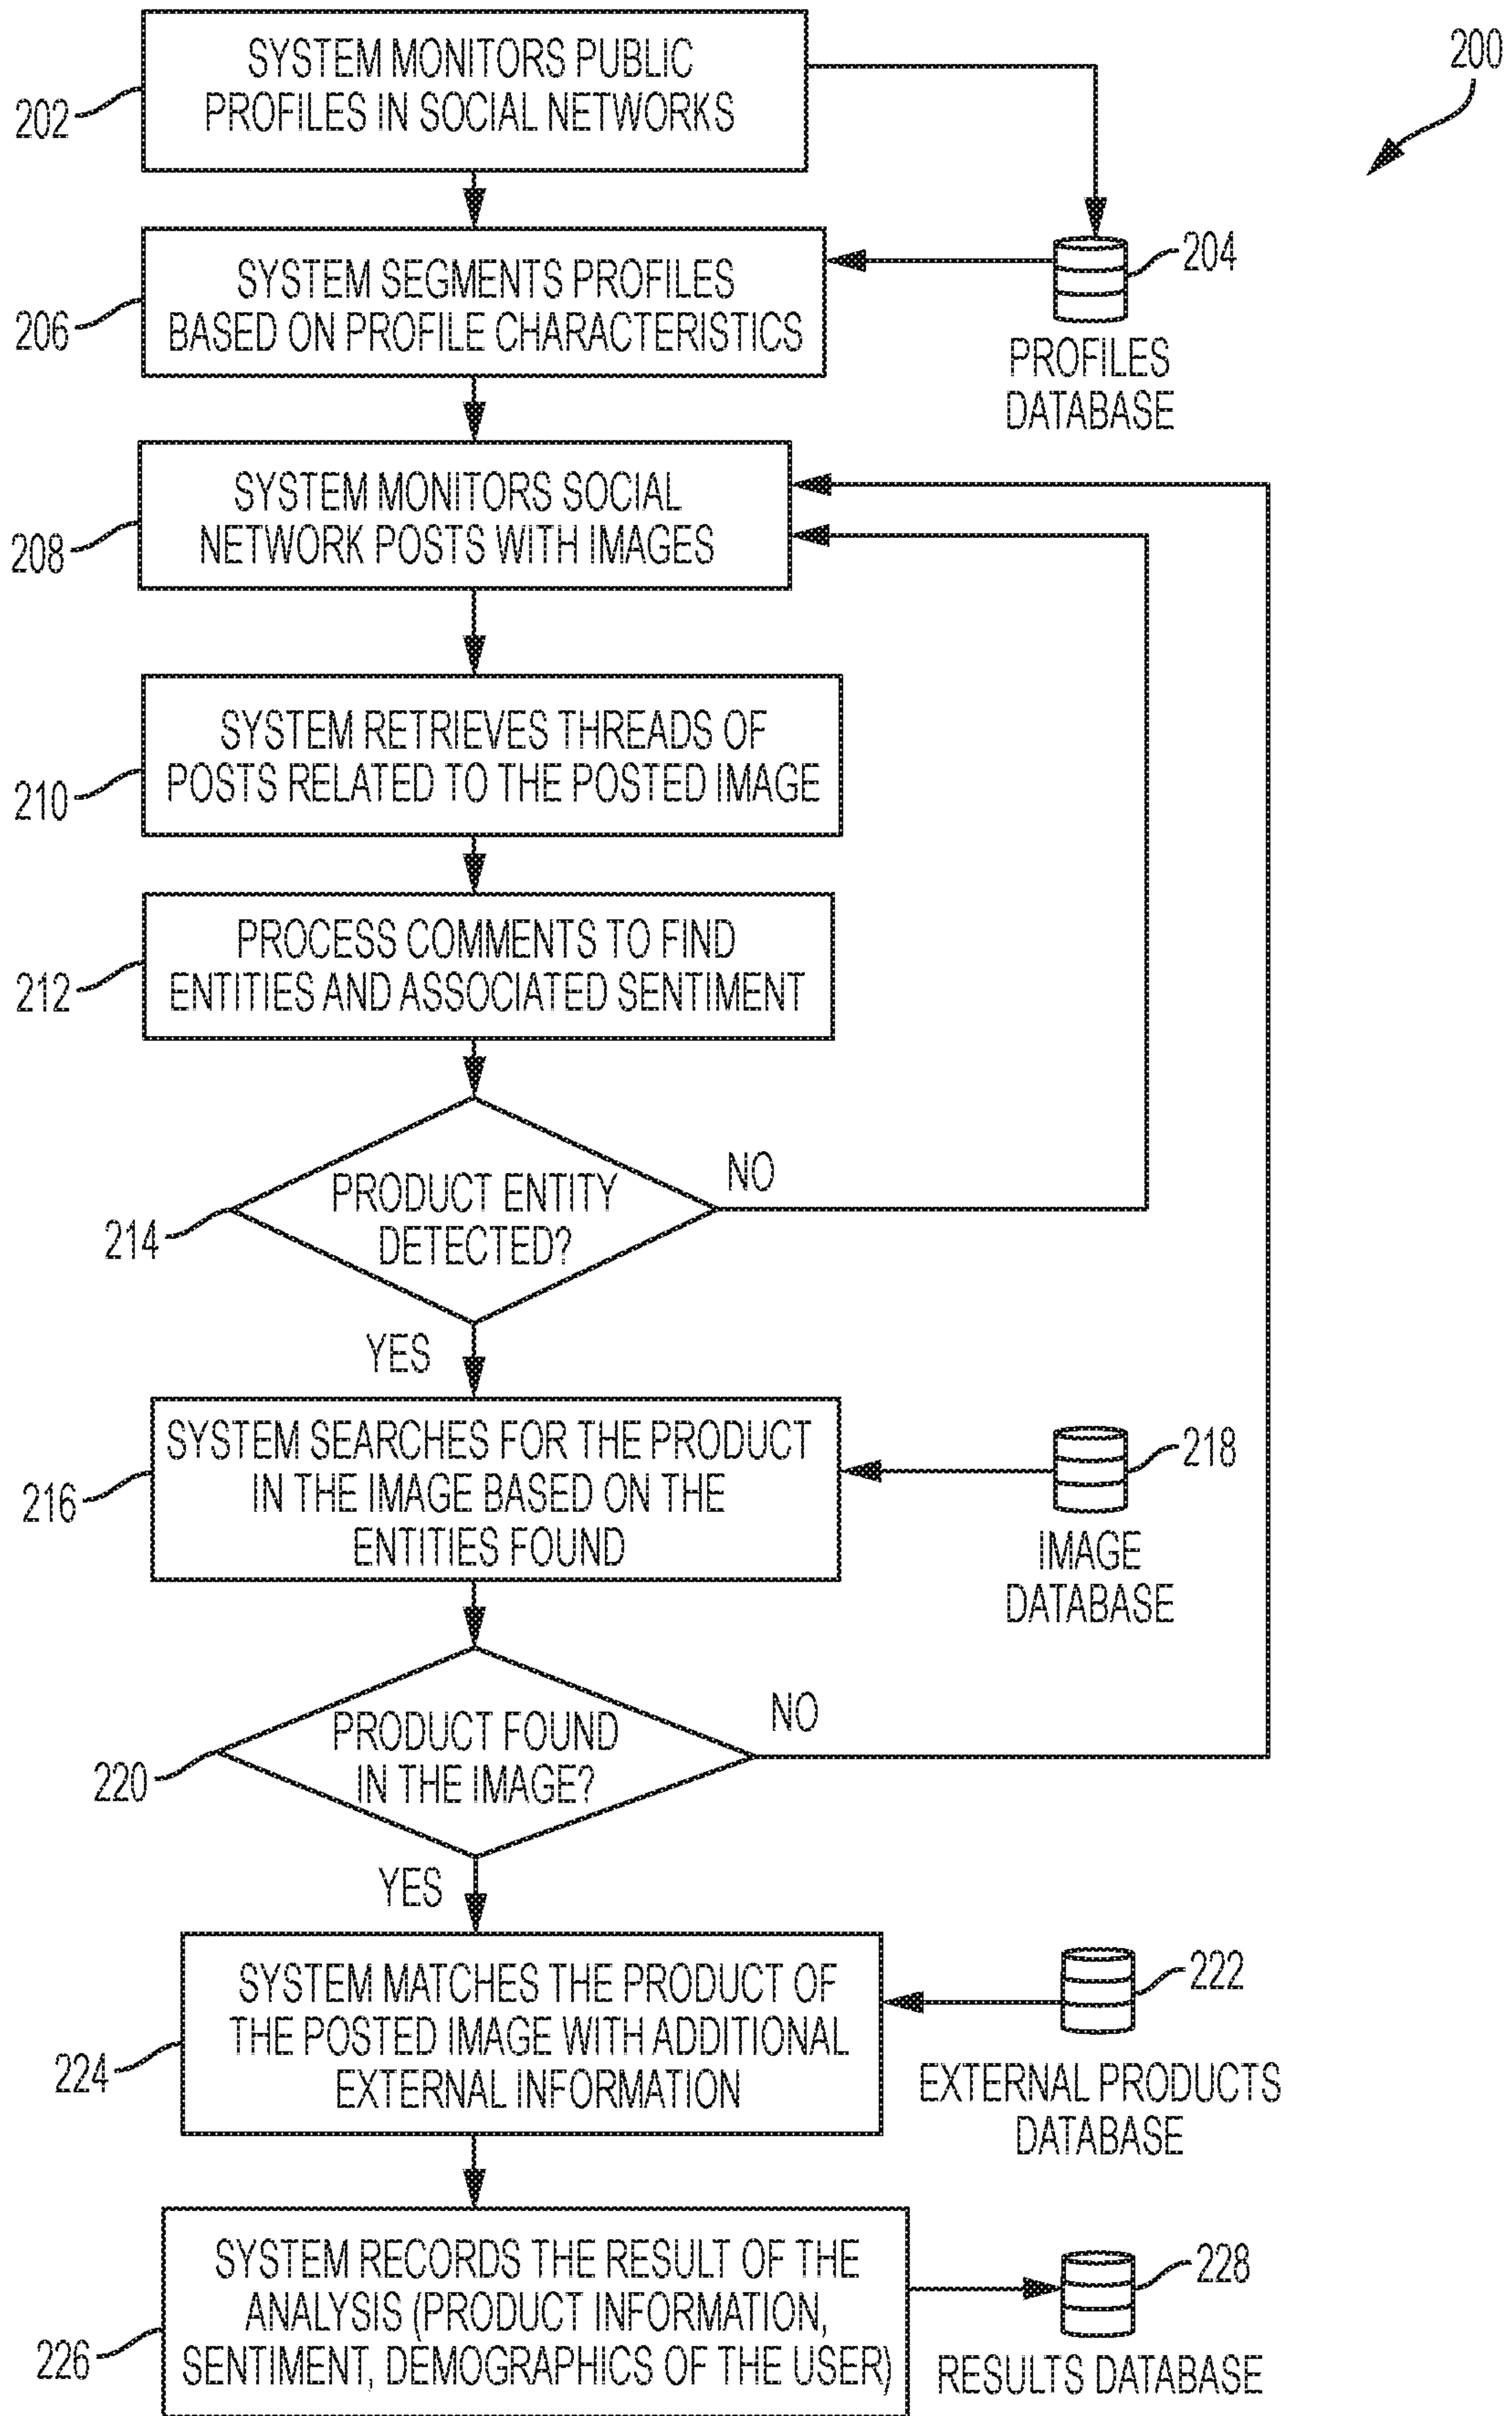 200
SYSTEM MONITORS PUBLIC
PROFILES IN SOCIAL NETWORKS
202
SYSTEM SEGMENTS PROFILES
BASED ON PROFILE CHARACTERISTICS
206
204
PROFILES
DATABASE
SYSTEM MONITORS SOCIAL
NETWORK POSTS WITH IMAGES
208
SYSTEM RETRIEVES THREADS OF
POSTS RELATED TO THE POSTED IMAGE
210
PROCESS COMMENTS TO FIND
ENTITIES AND ASSOCIATED SENTIMENT
212
PRODUCT ENTITY
DETECTED?
214
NO
YES
SYSTEM SEARCHES FOR THE PRODUCT
IN THE IMAGE BASED ON THE
ENTITIES FOUND
216
218
IMAGE
DATABASE
PRODUCT FOUND
IN THE IMAGE?
220
NO
YES
SYSTEM MATCHES THE PRODUCT OF
THE POSTED IMAGE WITH ADDITIONAL
EXTERNAL INFORMATION
224
222
EXTERNAL PRODUCTS
DATABASE
SYSTEM RECORDS THE RESULT OF THE
ANALYSIS (PRODUCT INFORMATION,
SENTIMENT, DEMOGRAPHICS OF THE USER)
226
228
RESULTS DATABASE